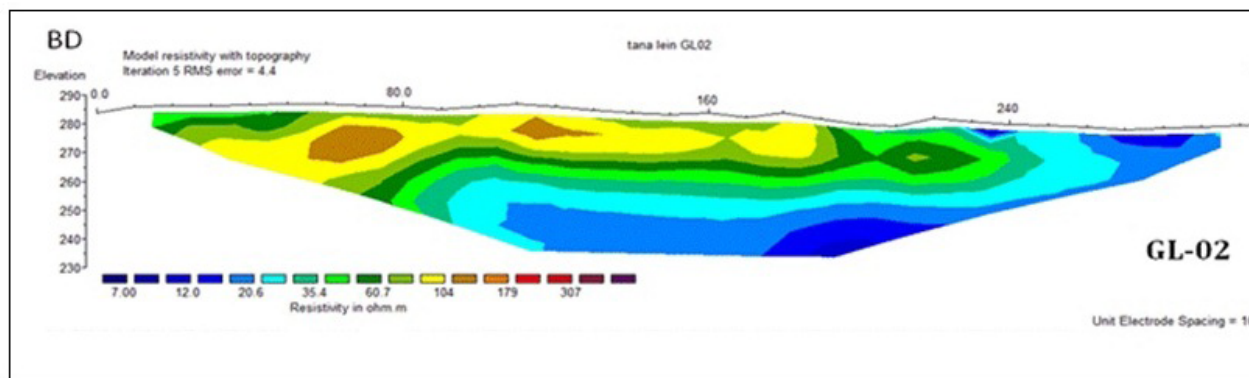 BD
Model resistivity with topography
tana lein GL02
Iteration 5 RMS error = 4.4
Elevation
0.0 80.0 160 240
290
280
270
260
250
240
230
GL-02
7.00 12.0 20.6 35.4 60.7 104 179 307
Resistivity in ohm.m
Unit Electrode Spacing =